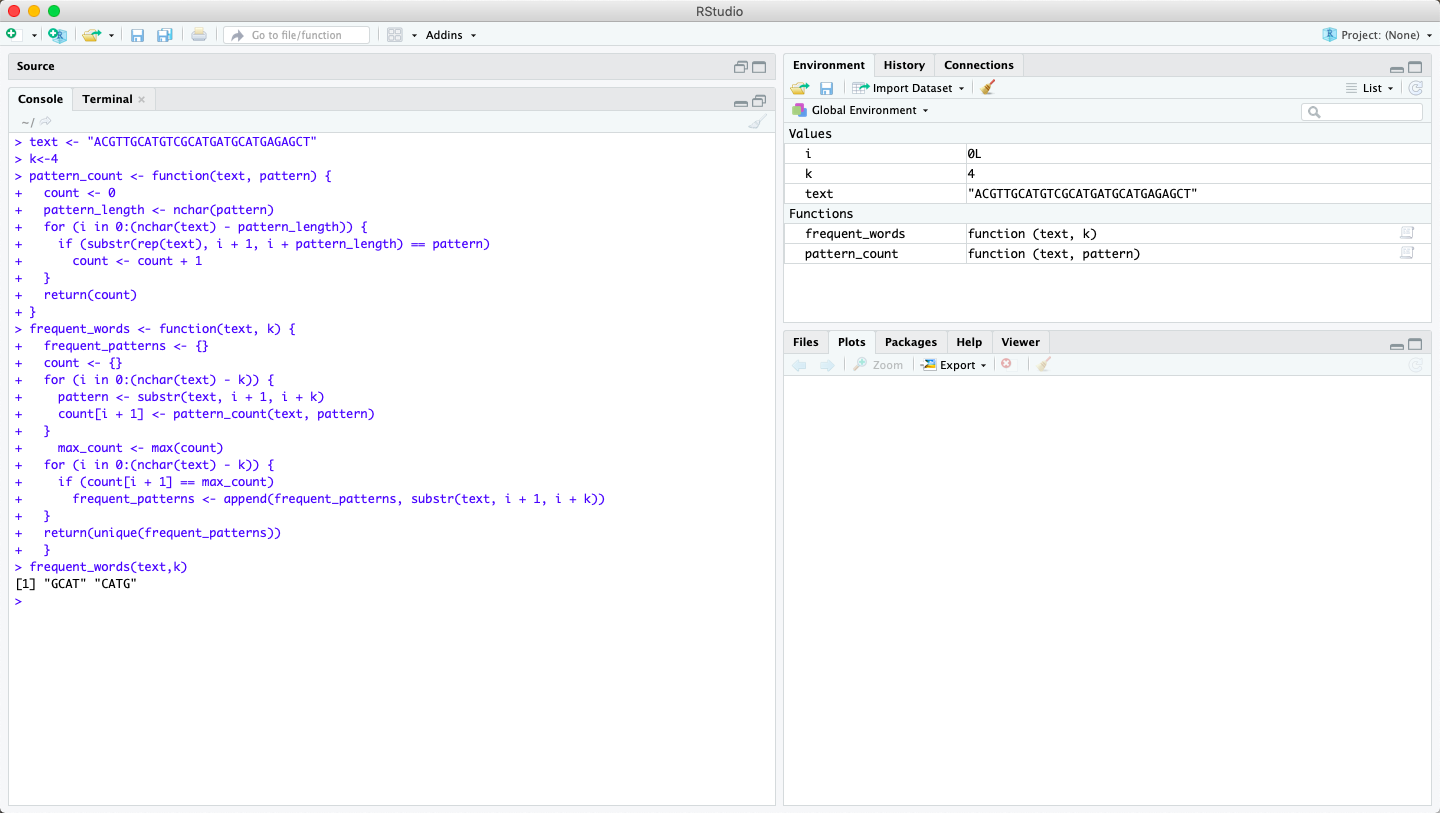 RStudio
Go to file/function
Addins
Project: (None)
Source
Console Terminal
~/
> text <- "ACGTTGCATGTCGCATGATGCATGAGAGCT"
> k<-4
> pattern_count <- function(text, pattern) {
+   count <- 0
+   pattern_length <- nchar(pattern)
+   for (i in 0:(nchar(text) - pattern_length)) {
+     if (substr(rep(text), i + 1, i + pattern_length) == pattern)
+       count <- count + 1
+   }
+   return(count)
+ }
> frequent_words <- function(text, k) {
+   frequent_patterns <- {}
+   count <- {}
+   for (i in 0:(nchar(text) - k)) {
+     pattern <- substr(text, i + 1, i + k)
+     count[i + 1] <- pattern_count(text, pattern)
+   }
+     max_count <- max(count)
+   for (i in 0:(nchar(text) - k)) {
+     if (count[i + 1] == max_count)
+       frequent_patterns <- append(frequent_patterns, substr(text, i + 1, i + k))
+   }
+   return(unique(frequent_patterns))
+   }
> frequent_words(text,k)
[1] "GCAT" "CATG"
>
Environment History Connections
Import Dataset List
Global Environment
Values
i 0L
k 4
text "ACGTTGCATGTCGCATGATGCATGAGAGCT"
Functions
frequent_words function (text, k)
pattern_count function (text, pattern)
Files Plots Packages Help Viewer
Zoom Export